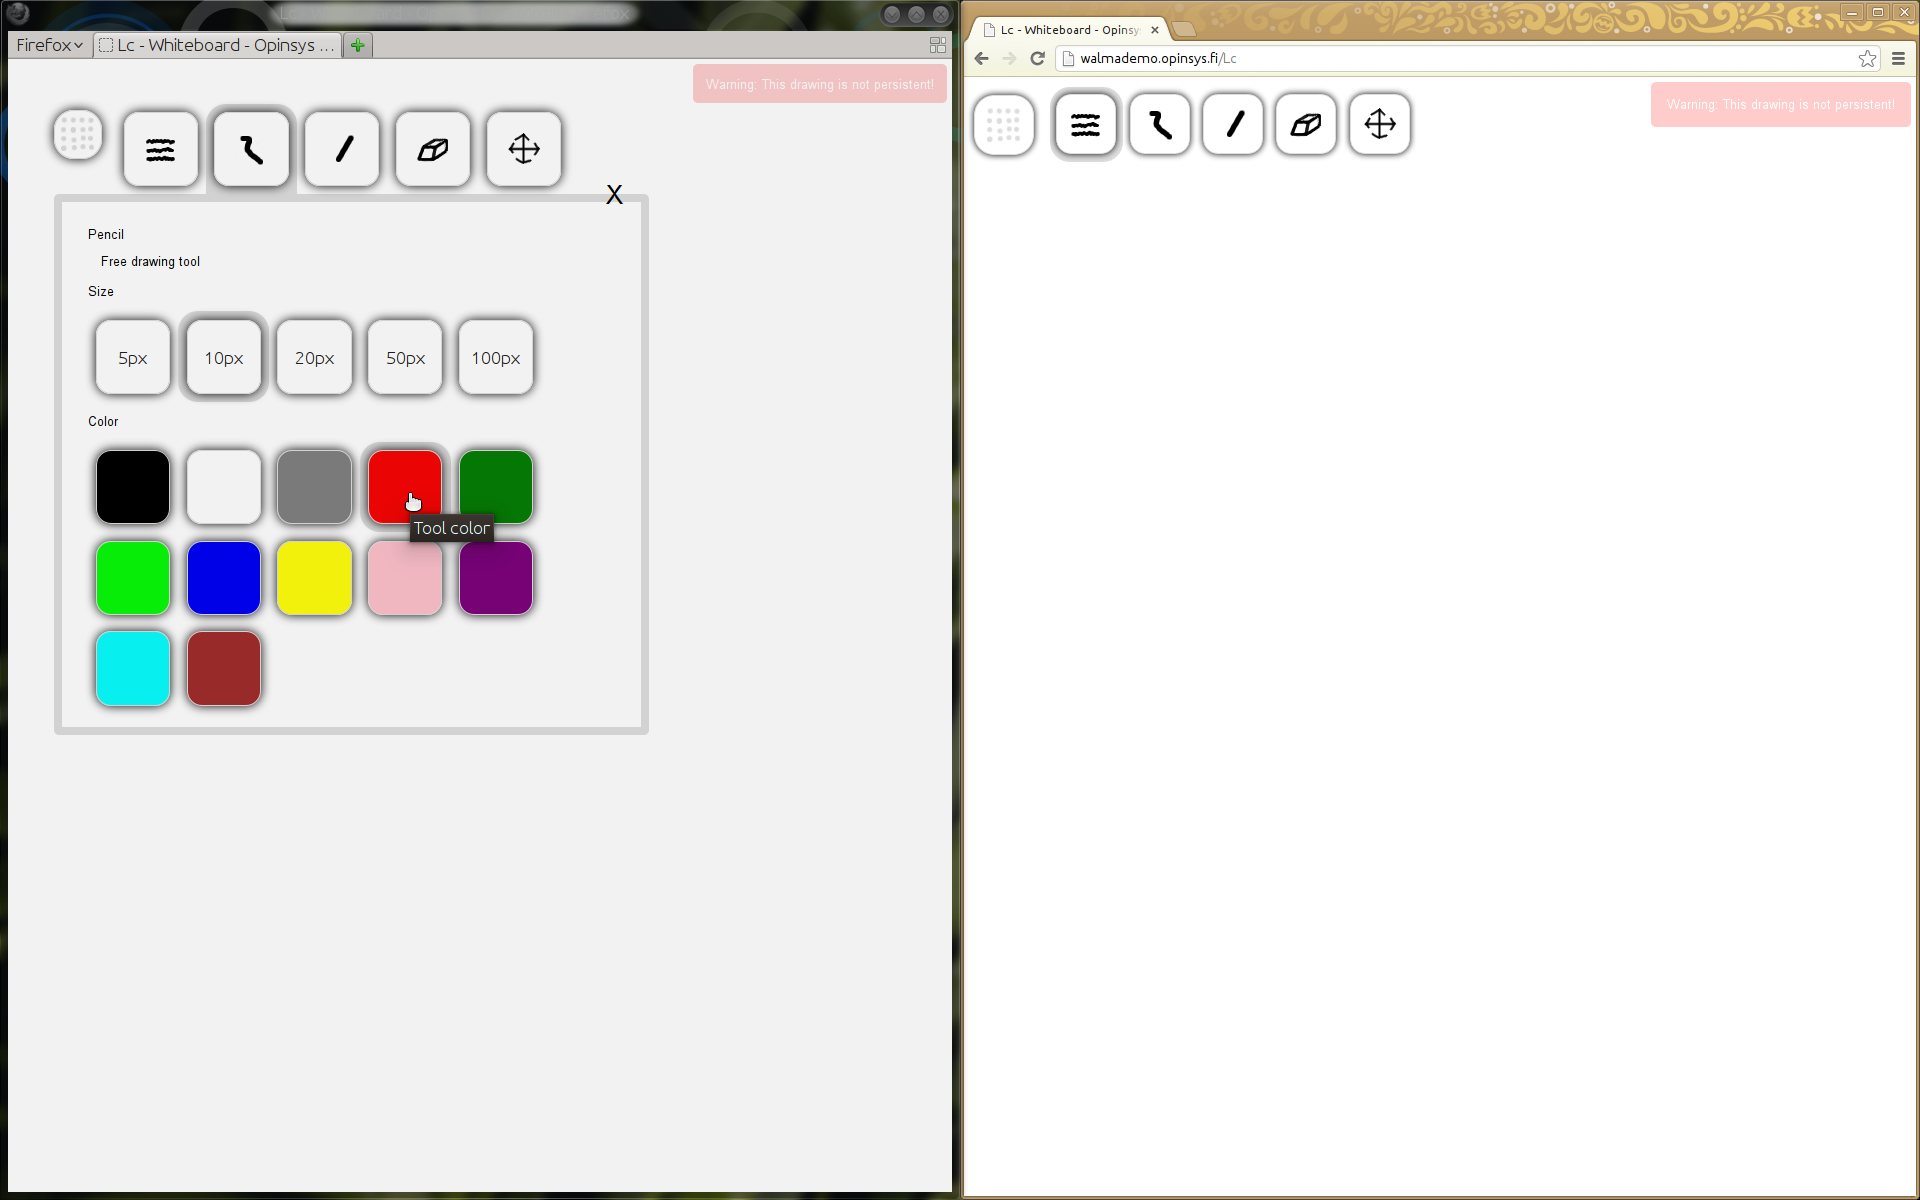 Firefox
Lc - Whiteboard - Opinsys ...
Warning: This drawing is not persistent!
X
Pencil
Free drawing tool
Size
5px
10px
20px
50px
100px
Color
Tool color
Lc - Whiteboard - Opinsy
walmademo.opinsys.fi/Lc
Warning: This drawing is not persistent!